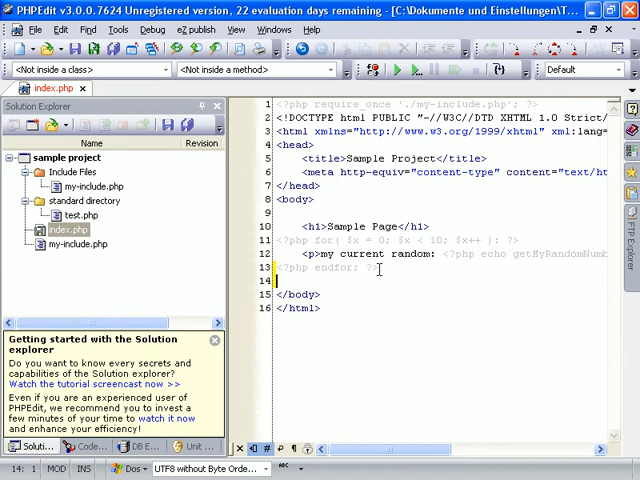 PHPEdit v3.0.0.7624 Unregistered version, 22 evaluation days remaining - [C:\Dokumente und Einstellungen\T...
File Edit Find Tools Debug eZ publish View Windows Help
<Not inside a class> <Not inside a method> Default
index.php
Solution Explorer
Name Revision
sample project
Include Files
my-include.php
standard directory
test.php
index.php
my-include.php
1 <?php require_once './my-include.php'; ?>
2 <!DOCTYPE html PUBLIC "-//W3C//DTD XHTML 1.0 Strict/
3 <html xmlns="http://www.w3.org/1999/xhtml" xml:lang=
4 <head>
5 <title>Sample Project</title>
6 <meta http-equiv="content-type" content="text/ht
7 </head>
8 <body>
9
10 <h1>Sample Page</h1>
11 <?php for( $x = 0; $x < 10; $x++ ): ?>
12 <p>my current random: <?php echo getMyRandomNumb
13 <?php endfor; ?>
14
15 </body>
16 </html>
FTP Explorer
Getting started with the Solution
explorer
Do you want to know every secrets and
capabilities of the Solution explorer?
Watch the tutorial screencast now >>
Even if you are an experienced user of
PHPEdit, we recommend you to invest a
few minutes of your time to watch it now
and enhance your efficiency!
Soluti... Code... DB E... Unit ...
14: 1 MOD INS Dos UTF8 without Byte Orde... ABC